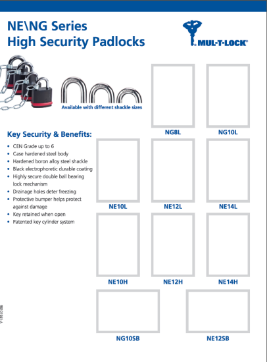 NE\NG Series
High Security Padlocks
MUL-T-LOCK®
Available with different shackle sizes
Key Security & Benefits:
• CEN Grade up to 6
• Case hardened steel body
• Hardened boron alloy steel shackle
• Black electrophoretic durable coating
• Highly secure double ball bearing
lock mechanism
• Drainage holes deter freezing
• Protective bumper helps protect
against damage
• Key retained when open
• Patented key cylinder system
NG8L
NG10L
NE10L
NE12L
NE14L
NE10H
NE12H
NE14H
NG10SB
NE12SB